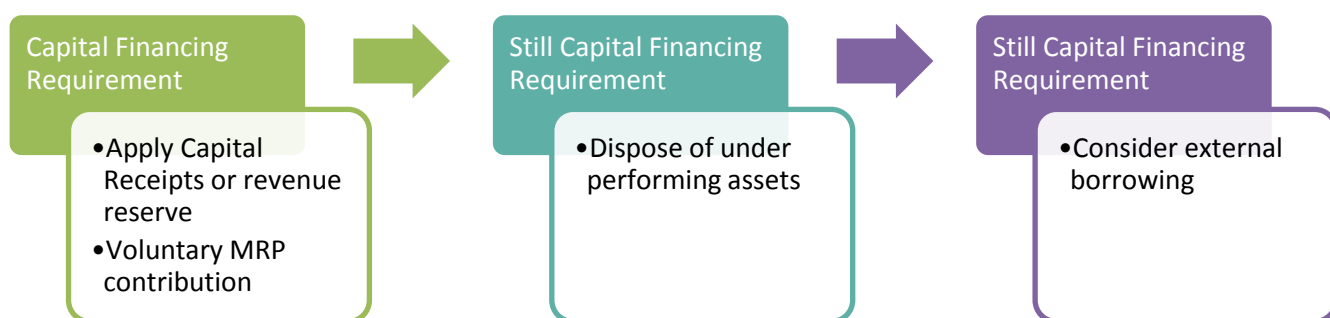 Capital Financing
Requirement
•Apply Capital
Receipts or revenue
reserve
•Voluntary MRP
contribution
Still Capital Financing
Requirement
•Dispose of under
performing assets
Still Capital Financing
Requirement
•Consider external
borrowing